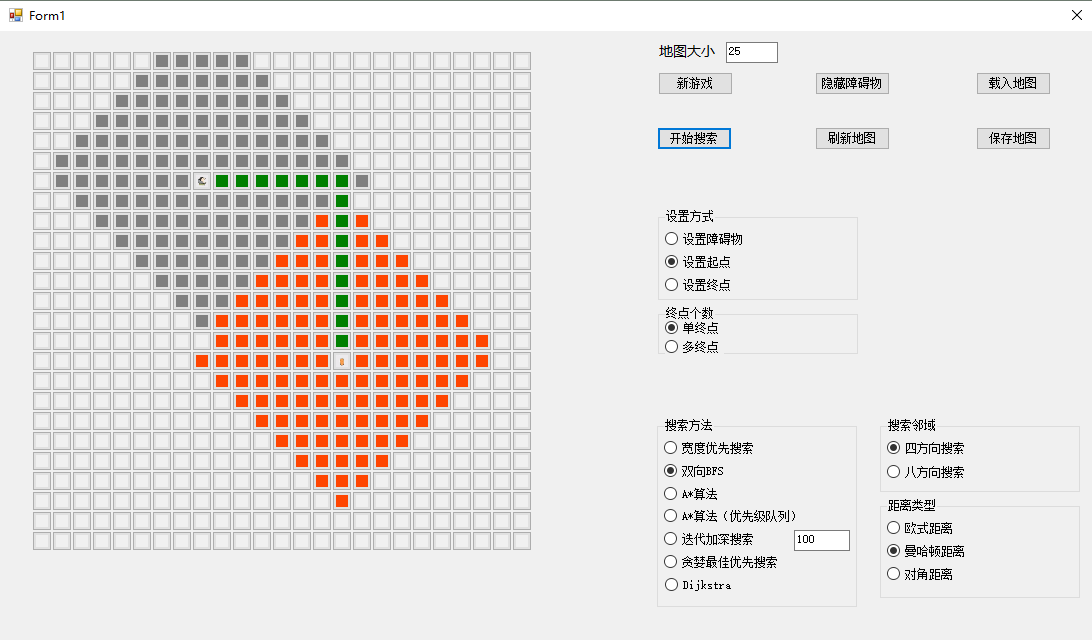 Form1
地图大小 25
新游戏 隐藏障碍物 载入地图
开始搜索 刷新地图 保存地图
设置方式
设置障碍物
设置起点
设置终点
终点个数
单终点
多终点
搜索方法
宽度优先搜索
双向BFS
A*算法
A*算法（优先级队列）
迭代加深搜索 100
贪婪最佳优先搜索
Dijkstra
搜索邻域
四方向搜索
八方向搜索
距离类型
欧式距离
曼哈顿距离
对角距离